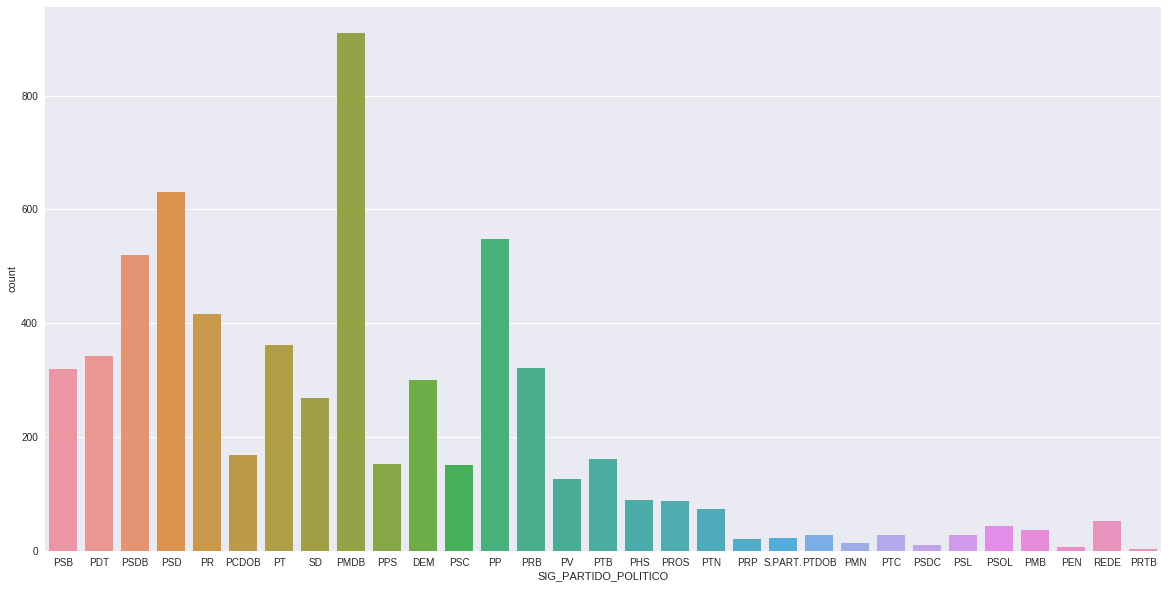 800
600
400
200
0
count
PSB PDT PSDB PSD PR PCDOB PT SD PMDB PPS DEM PSC PP PRB PV PTB PHS PROS PTN PRP S.PART. PTDOB PMN PTC PSDC PSL PSOL PMB PEN REDE PRTB
SIG_PARTIDO_POLITICO